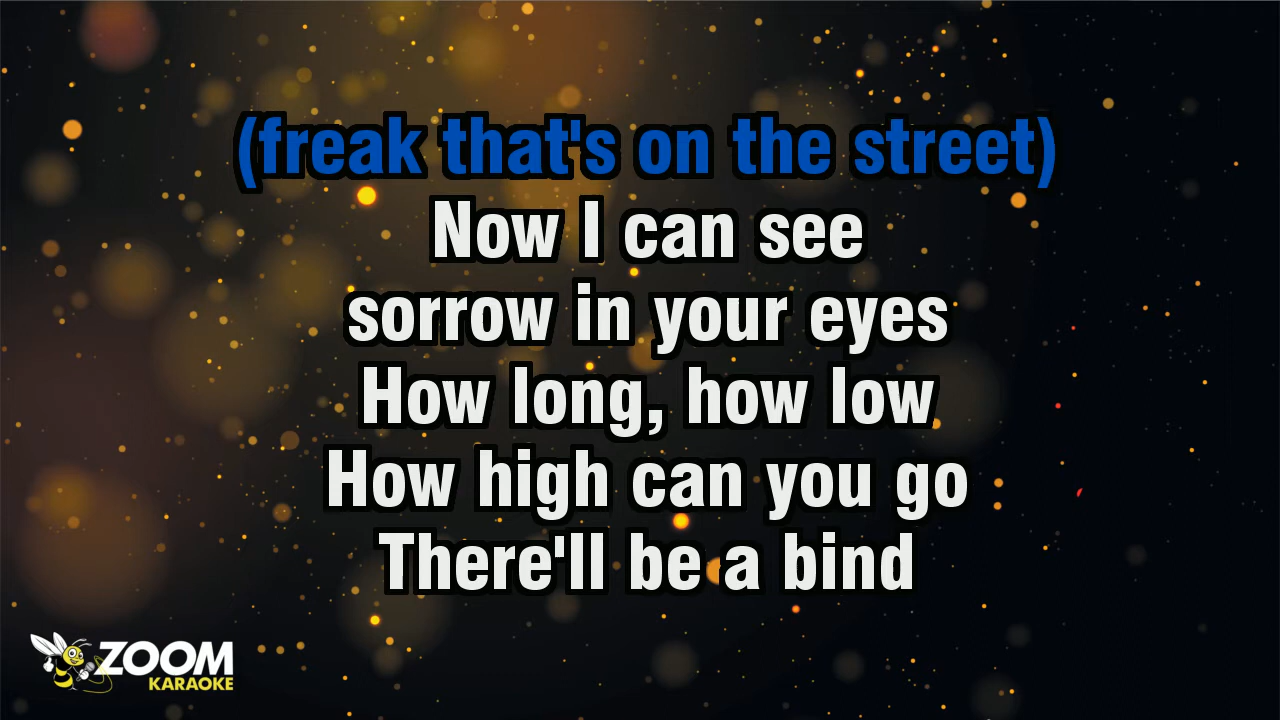 (freak that's on the street)
Now I can see
sorrow in your eyes
How long, how low
How high can you go
There'll be a bind
ZOOM
KARAOKE